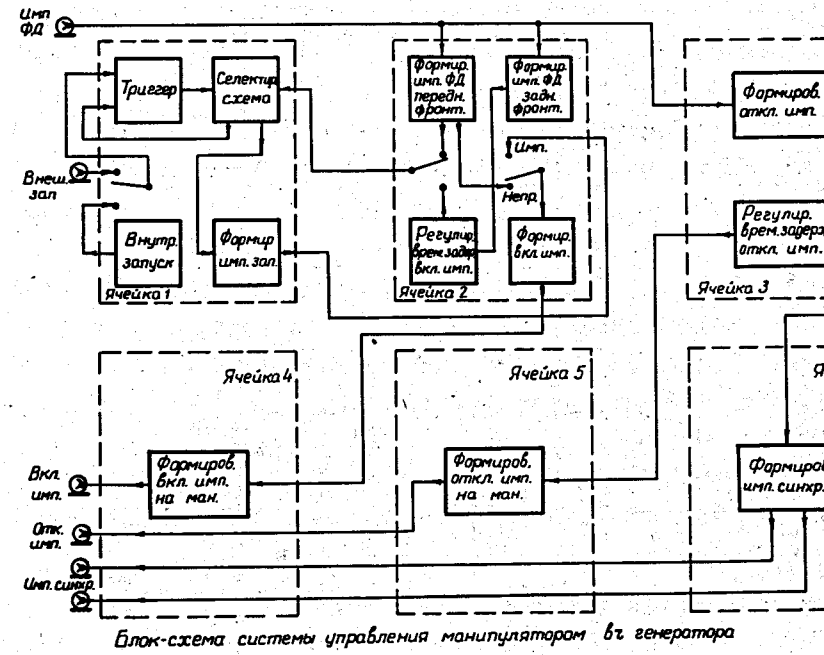 Имп
ФД
Триггер
Селектир
схема
Внеш.
зап
Внутр.
запуск
Формир
имп. зап.
Ячейка 1
Формир.
имп. ФД
передн.
фронт.
Формир.
имп. ФД
задн.
фронт.
Имп.
Непр.
Регулир.
врем. задер.
вкл. имп.
Формир.
вкл. имп.
Ячейка 2
Формиров.
откл. имп.
Регулир.
врем. задерж
откл. имп.
Ячейка 3
Ячейка 4
Формиров.
вкл. имп.
на ман.
Ячейка 5
Формиров.
откл. имп.
на ман.
Я
Формиров
имп. синхр.
Вкл.
имп.
Отк.
имп.
Имп. синхр.
Блок-схема системы управления манипулятором вч генератора